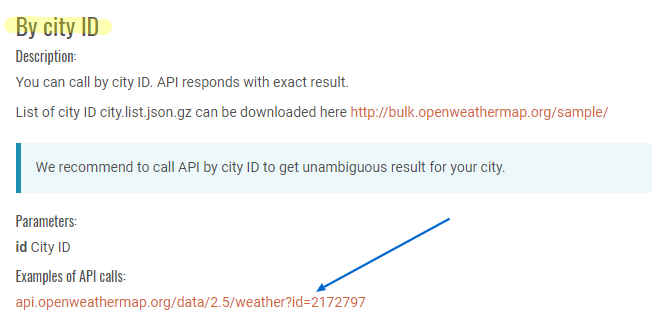 By city ID
Description:
You can call by city ID. API responds with exact result.
List of city ID city.list.json.gz can be downloaded here http://bulk.openweathermap.org/sample/
We recommend to call API by city ID to get unambiguous result for your city.
Parameters:
id City ID
Examples of API calls:
api.openweathermap.org/data/2.5/weather?id=2172797